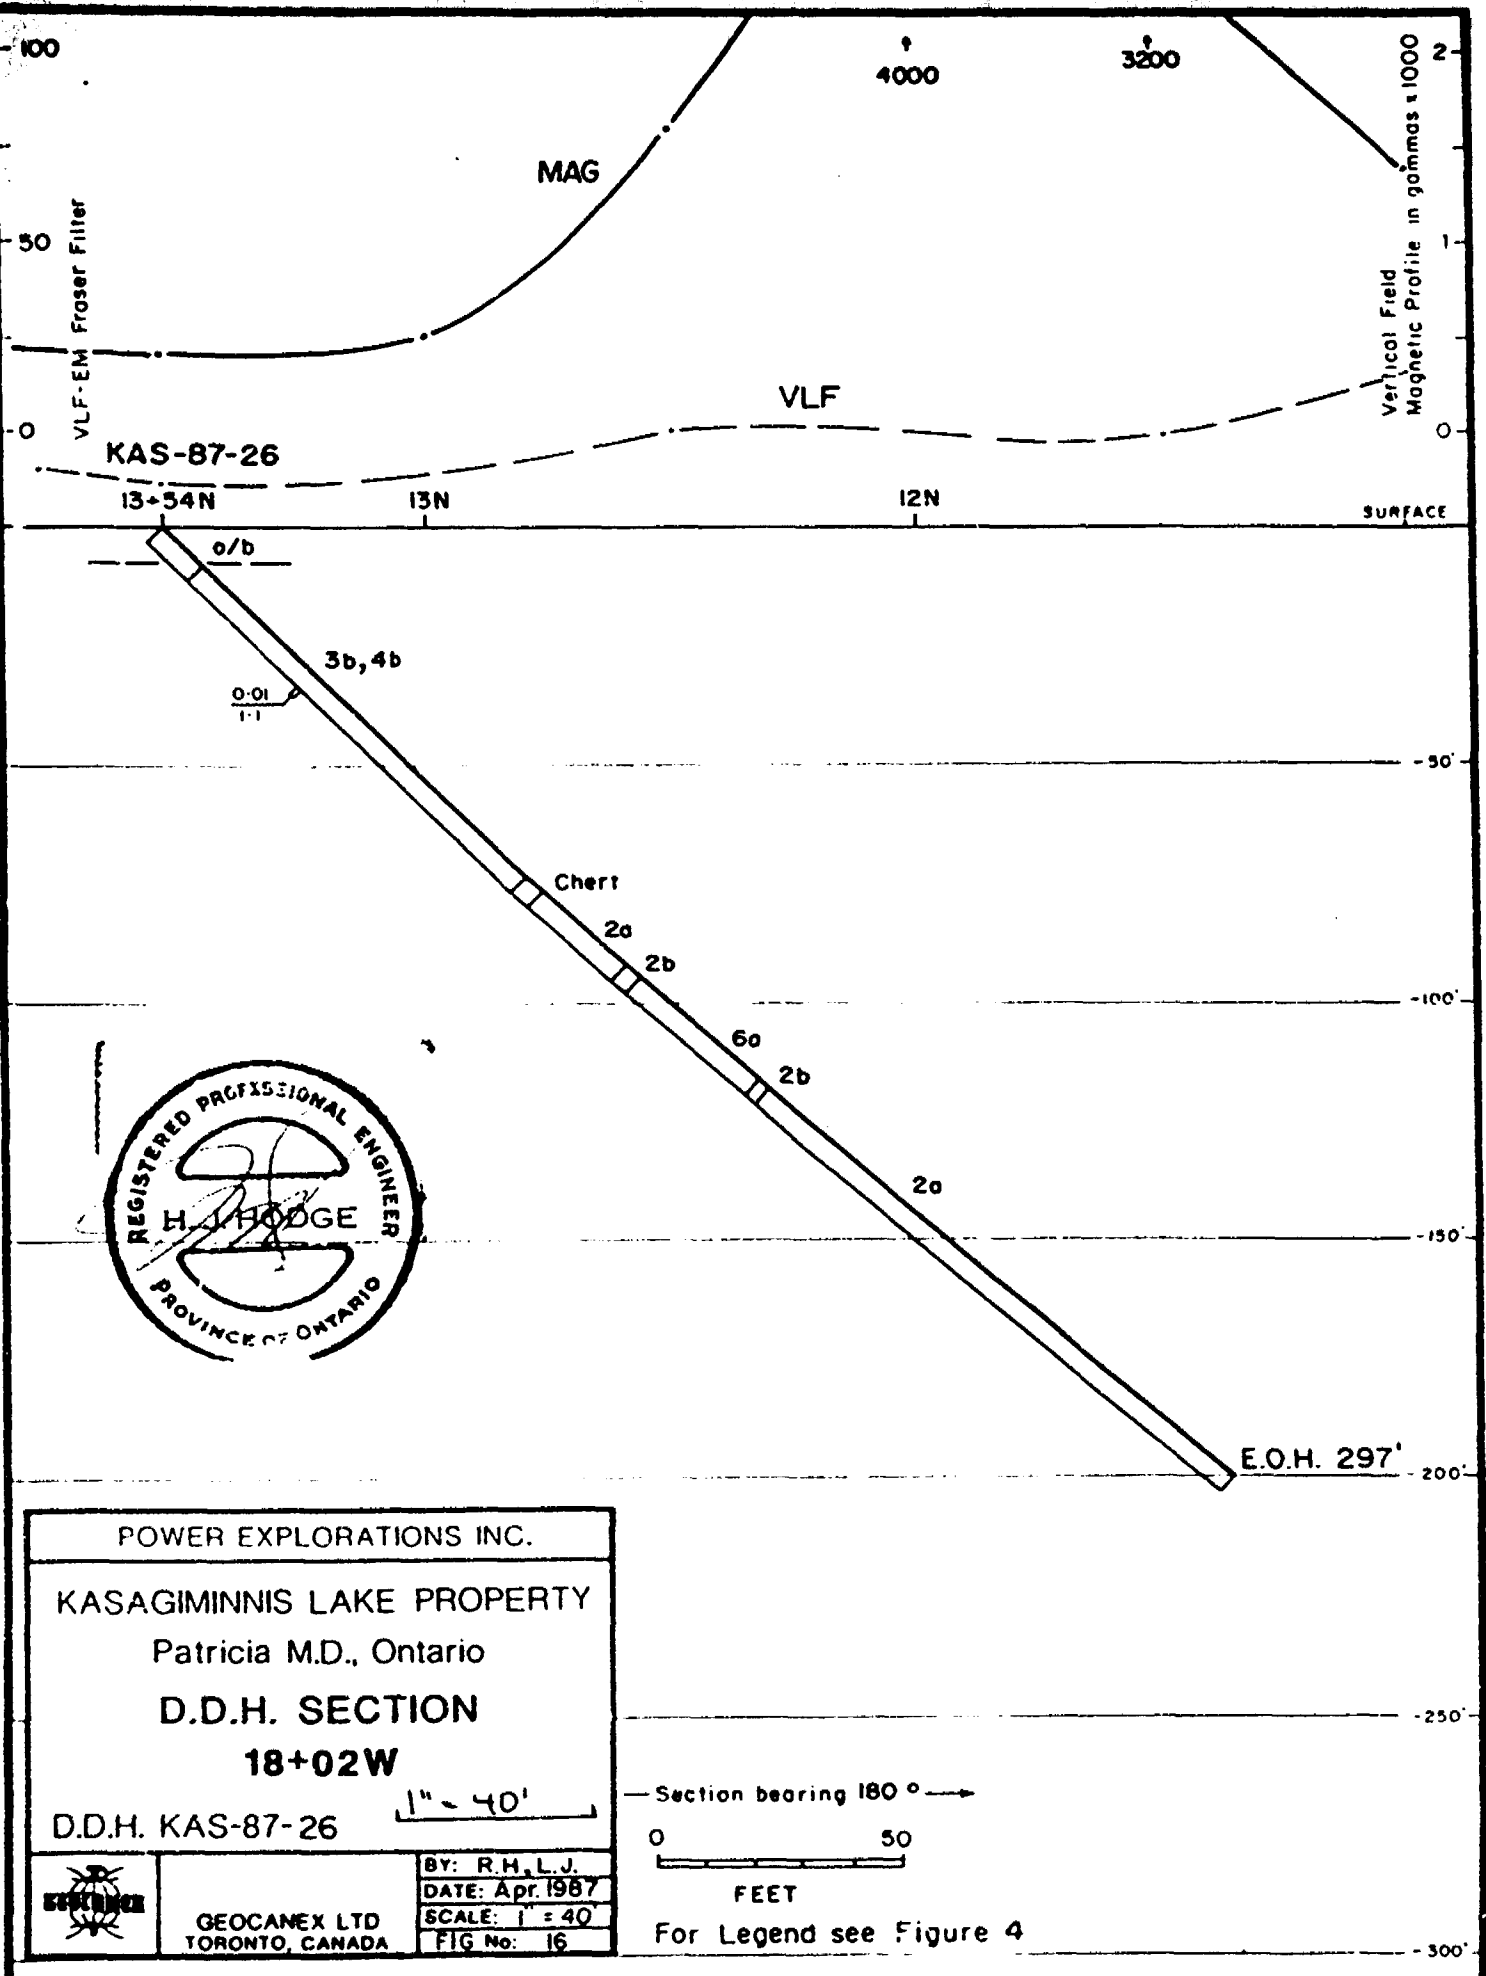 100
4000
3200
2
MAG
50
VLF-EM Fraser Filter
1
Vertical Field
Magnetic Profile in gammas x 1000
VLF
0
0
KAS-87-26
13+54N
13N
12N
SURFACE
o/b
3b, 4b
0.01
1.1
-50'
Chert
2a
2b
-100'
6a
2b
REGISTERED PROFESSIONAL ENGINEER
H. J. HODGE
PROVINCE OF ONTARIO
2a
-150'
E.O.H. 297'
-200'
POWER EXPLORATIONS INC.
KASAGIMINNIS LAKE PROPERTY
Patricia M.D., Ontario
D.D.H. SECTION
18+02W
-250'
1" = 40'
D.D.H. KAS-87-26
Section bearing 180°
0 50
FEET
For Legend see Figure 4
GEOCANEX
GEOCANEX LTD
TORONTO, CANADA
BY: R.H., L.J.
DATE: Apr. 1987
SCALE: 1" = 40'
FIG No: 16
-300'